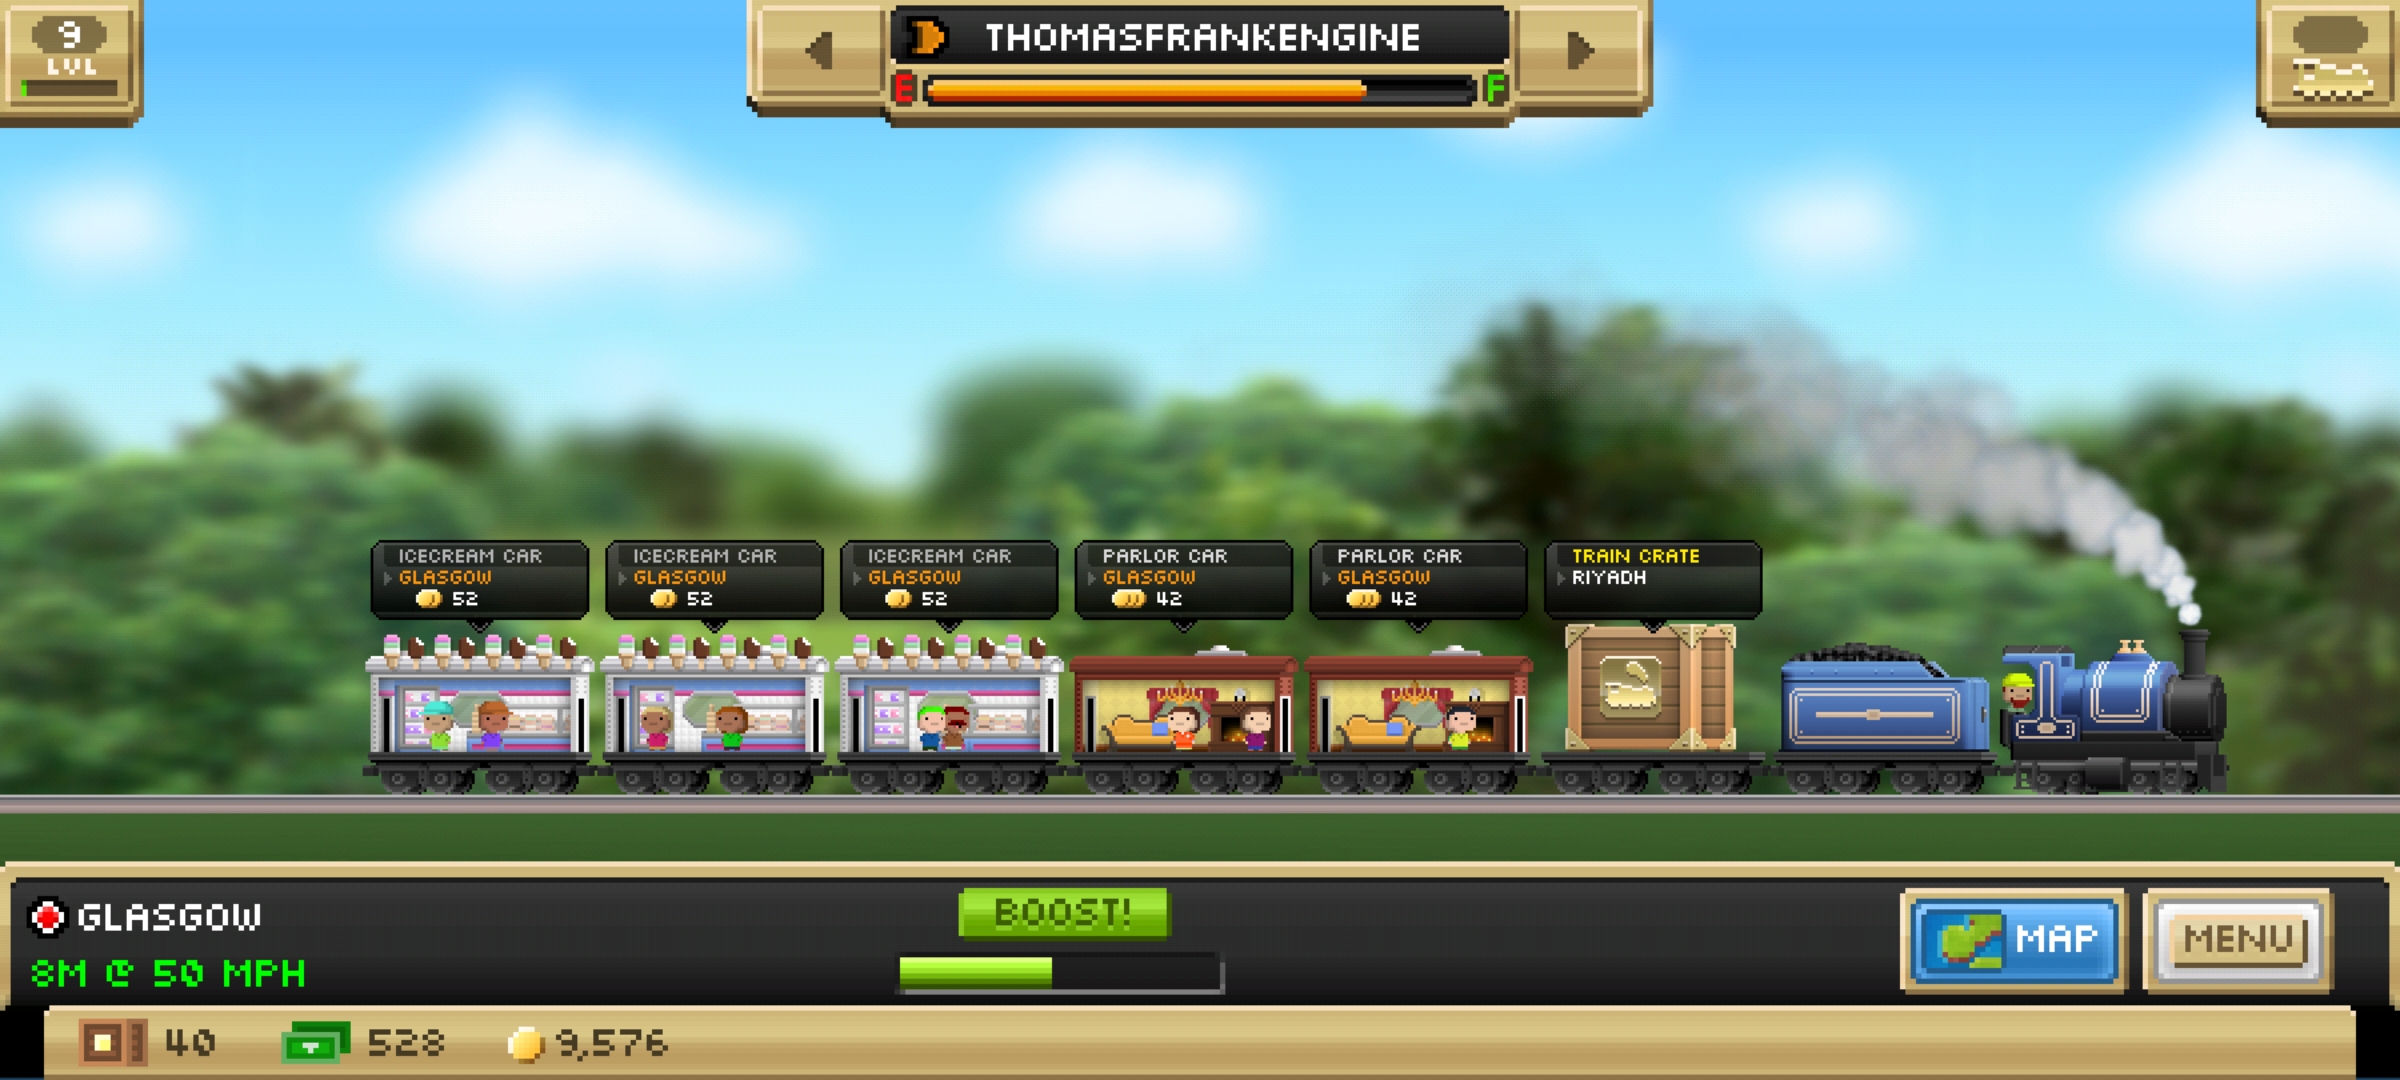 9
LVL
THOMASFRANKENGINE
E
F
ICECREAM CAR
GLASGOW
52
ICECREAM CAR
GLASGOW
52
ICECREAM CAR
GLASGOW
52
PARLOR CAR
GLASGOW
42
PARLOR CAR
GLASGOW
42
TRAIN CRATE
RIYADH
GLASGOW
8M @ 50 MPH
BOOST!
MAP
MENU
40
528
9,576